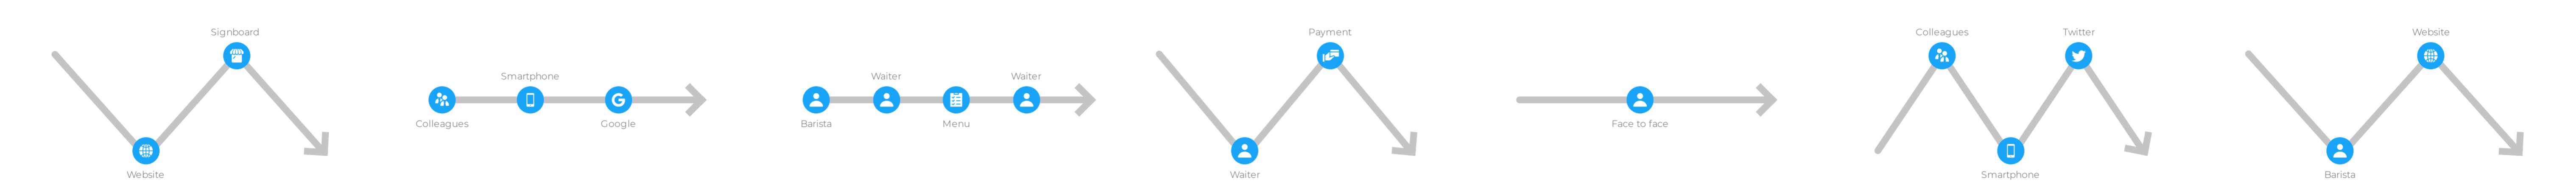 Signboard
Website
Smartphone
Colleagues
Google
Waiter
Waiter
Barista
Menu
Payment
Waiter
Face to face
Colleagues
Twitter
Smartphone
Website
Barista